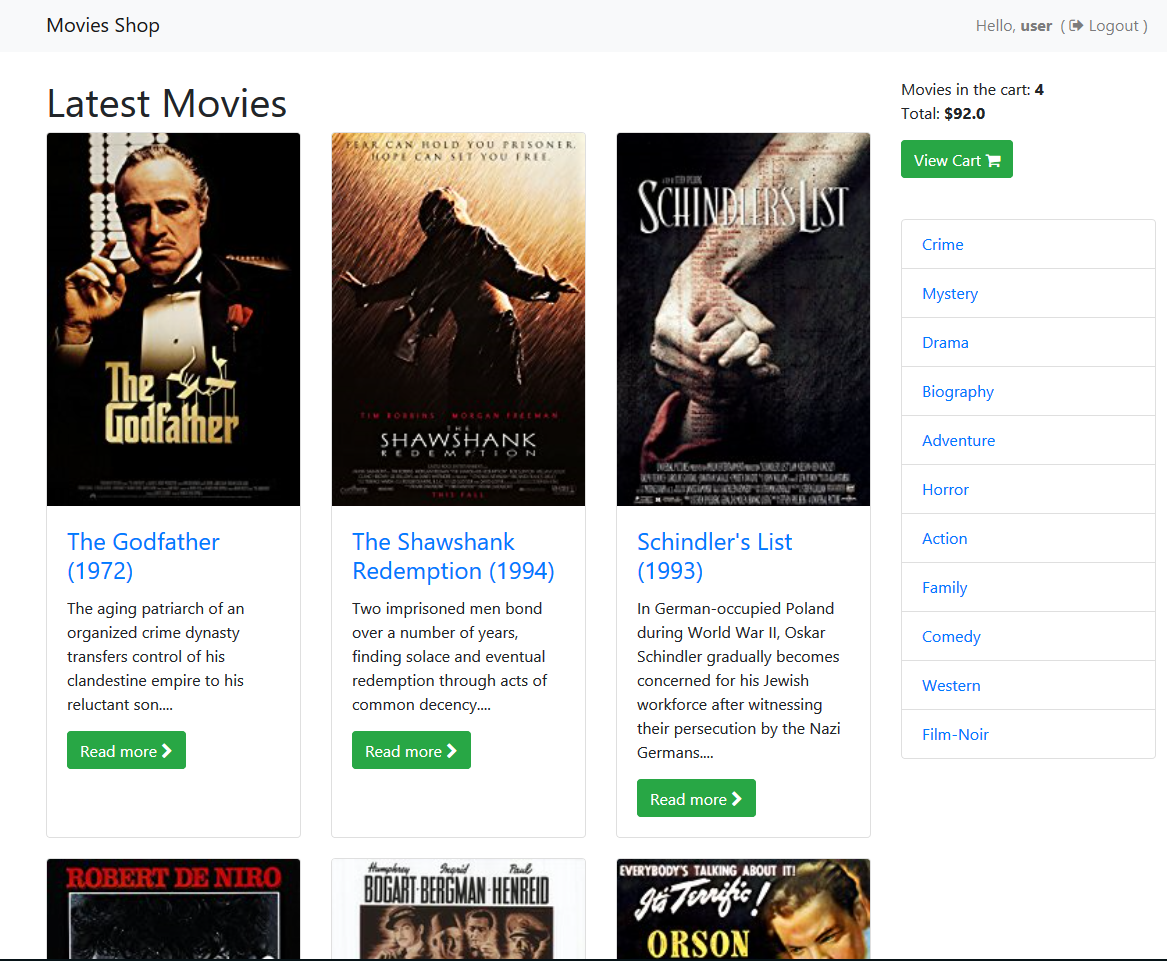 Movies Shop
Hello, user ( Logout )
Latest Movies
Movies in the cart: 4
Total: $92.0
View Cart
Crime
Mystery
Drama
Biography
Adventure
Horror
Action
Family
Comedy
Western
Film-Noir
The
Godfather
The Godfather
(1972)
The aging patriarch of an
organized crime dynasty
transfers control of his
clandestine empire to his
reluctant son....
Read more
FEAR CAN HOLD YOU PRISONER.
HOPE CAN SET YOU FREE.
TIM ROBBINS MORGAN FREEMAN
THE
SHAWSHANK
REDEMPTION
THIS FALL
The Shawshank
Redemption (1994)
Two imprisoned men bond
over a number of years,
finding solace and eventual
redemption through acts of
common decency....
Read more
SCHINDLER'S LIST
Schindler's List
(1993)
In German-occupied Poland
during World War II, Oskar
Schindler gradually becomes
concerned for his Jewish
workforce after witnessing
their persecution by the Nazi
Germans....
Read more
ROBERT DE NIRO
Humphrey Ingrid Paul
BOGART · BERGMAN · HENREID
EVERYBODY'S TALKING ABOUT IT!
It's Terrific!
ORSON